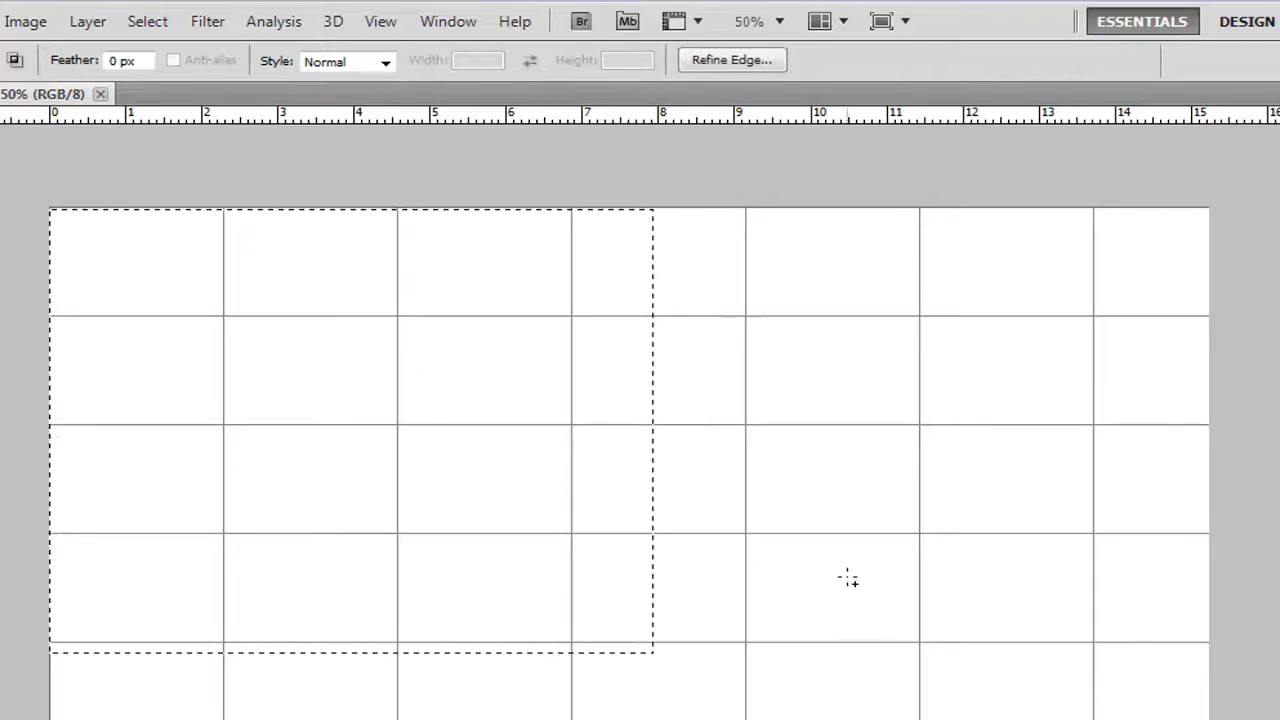 Image Layer Select Filter Analysis 3D View Window Help Br Mb 50% ESSENTIALS DESIGN
Feather: 0 px Anti-alias Style: Normal Width: Height: Refine Edge...
50% (RGB/8)
0 1 2 3 4 5 6 7 8 9 10 11 12 13 14 15 16